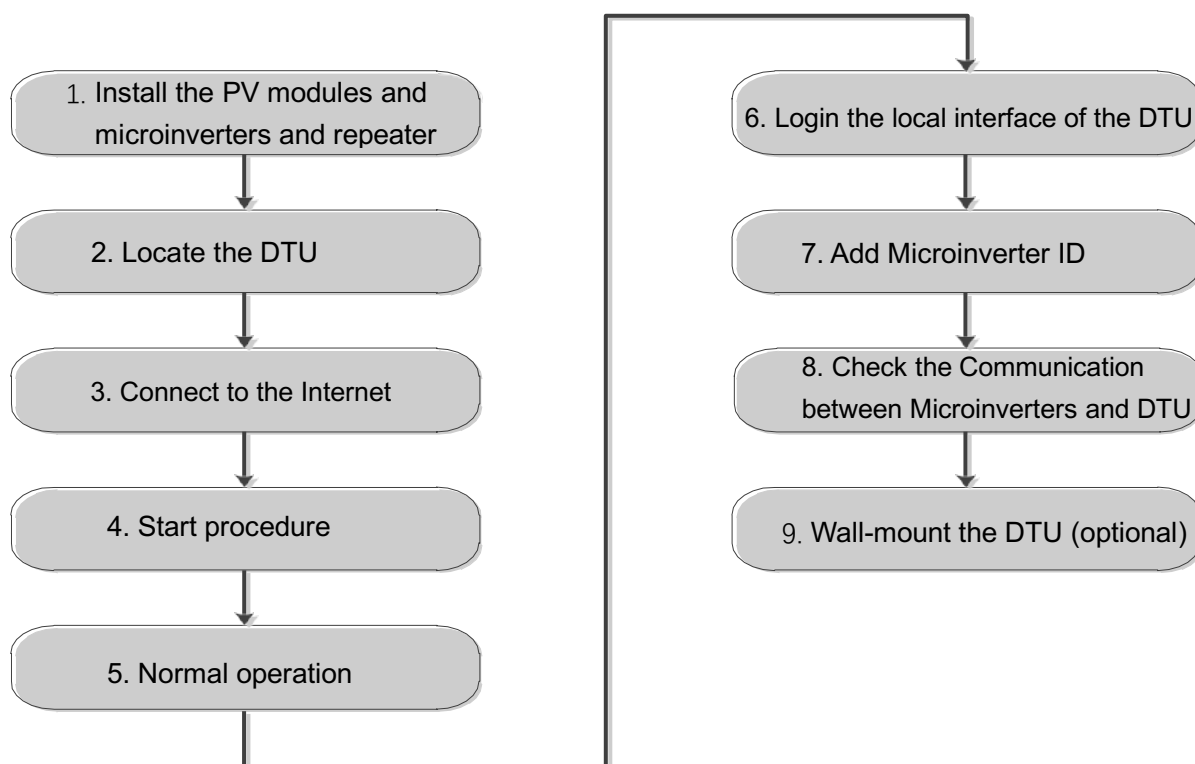 1. Install the PV modules and
microinverters and repeater
2. Locate the DTU
3. Connect to the Internet
4. Start procedure
5. Normal operation
6. Login the local interface of the DTU
7. Add Microinverter ID
8. Check the Communication
between Microinverters and DTU
9. Wall-mount the DTU (optional)